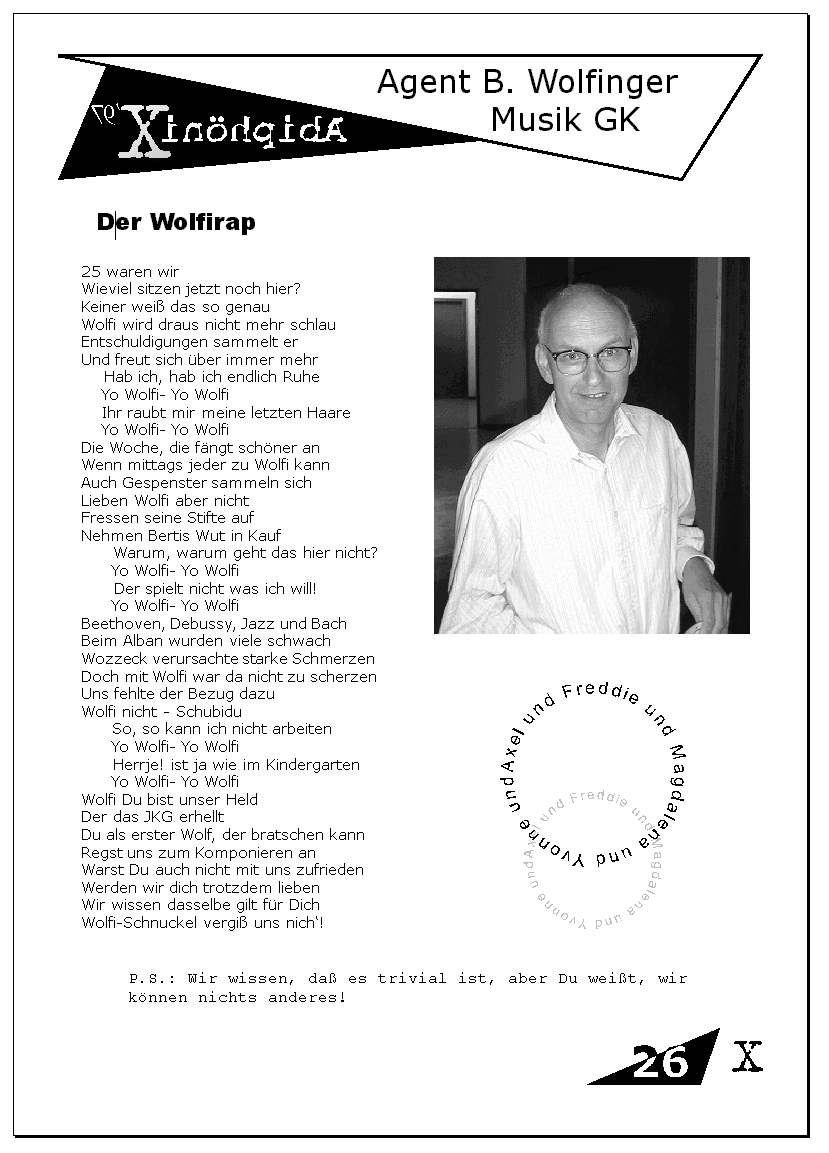 Agent B. Wolfinger
Musik GK
AbiphöniX '97
Der Wolfirap
25 waren wir
Wieviel sitzen jetzt noch hier?
Keiner weiß das so genau
Wolfi wird draus nicht mehr schlau
Entschuldigungen sammelt er
Und freut sich über immer mehr
Hab ich, hab ich endlich Ruhe
Yo Wolfi- Yo Wolfi
Ihr raubt mir meine letzten Haare
Yo Wolfi- Yo Wolfi
Die Woche, die fängt schöner an
Wenn mittags jeder zu Wolfi kann
Auch Gespenster sammeln sich
Lieben Wolfi aber nicht
Fressen seine Stifte auf
Nehmen Bertis Wut in Kauf
Warum, warum geht das hier nicht?
Yo Wolfi- Yo Wolfi
Der spielt nicht was ich will!
Yo Wolfi- Yo Wolfi
Beethoven, Debussy, Jazz und Bach
Beim Alban wurden viele schwach
Wozzeck verursachte starke Schmerzen
Doch mit Wolfi war da nicht zu scherzen
Uns fehlte der Bezug dazu
Wolfi nicht - Schubidu
So, so kann ich nicht arbeiten
Yo Wolfi- Yo Wolfi
Herrje! ist ja wie im Kindergarten
Yo Wolfi- Yo Wolfi
Wolfi Du bist unser Held
Der das JKG erhellt
Du als erster Wolf, der bratschen kann
Regst uns zum Komponieren an
Warst Du auch nicht mit uns zufrieden
Werden wir dich trotzdem lieben
Wir wissen dasselbe gilt für Dich
Wolfi-Schnuckel vergiß uns nich'!
Axel und Freddie und Magdalena und Yvonne und
Axel und Freddie und Magdalena und Yvonne und
P.S.: Wir wissen, daß es trivial ist, aber Du weißt, wir
können nichts anderes!
26 X